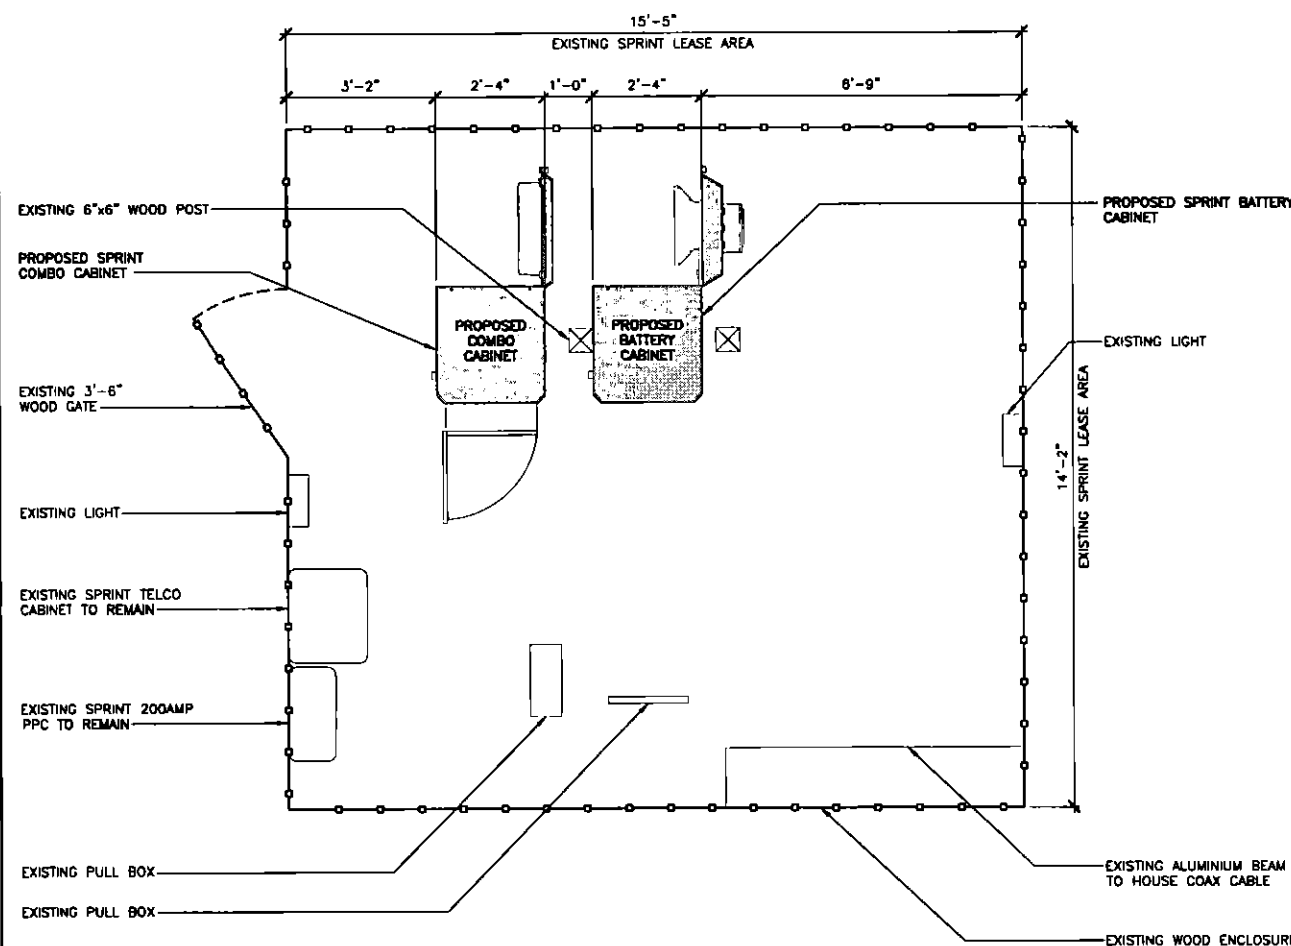 15'-5"
EXISTING SPRINT LEASE AREA
3'-2"
2'-4"
1'-0"
2'-4"
6'-9"
EXISTING 6"x6" WOOD POST
PROPOSED SPRINT
COMBO CABINET
PROPOSED
COMBO
CABINET
PROPOSED
BATTERY
CABINET
PROPOSED SPRINT BATTERY
CABINET
EXISTING LIGHT
14'-2"
EXISTING SPRINT LEASE AREA
EXISTING 3'-6"
WOOD GATE
EXISTING LIGHT
EXISTING SPRINT TELCO
CABINET TO REMAIN
EXISTING SPRINT 200AMP
PPC TO REMAIN
EXISTING PULL BOX
EXISTING PULL BOX
EXISTING ALUMINIUM BEAM
TO HOUSE COAX CABLE
EXISTING WOOD ENCLOSURE